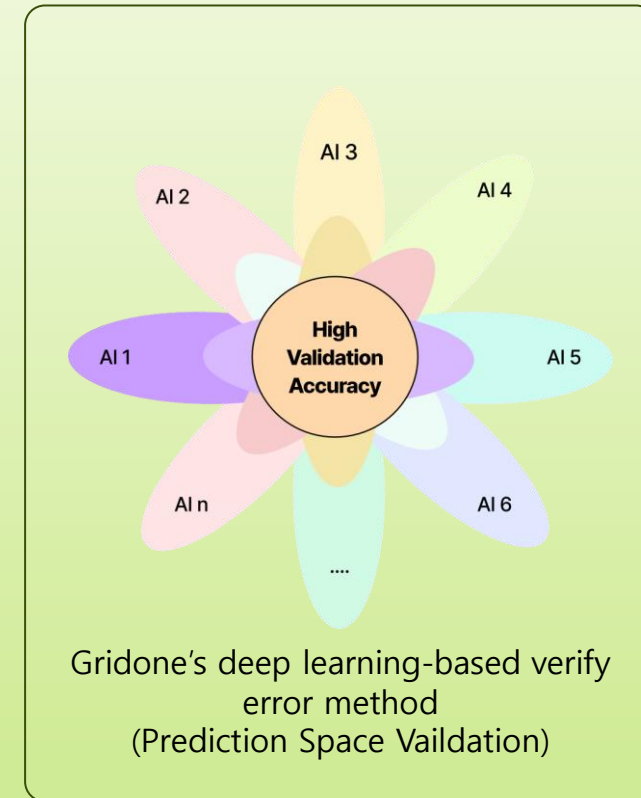 AI 3
AI 2
AI 4
AI 1
High
Validation
Accuracy
AI 5
AI n
AI 6
....
Gridone’s deep learning-based verify
error method
(Prediction Space Vaildation)